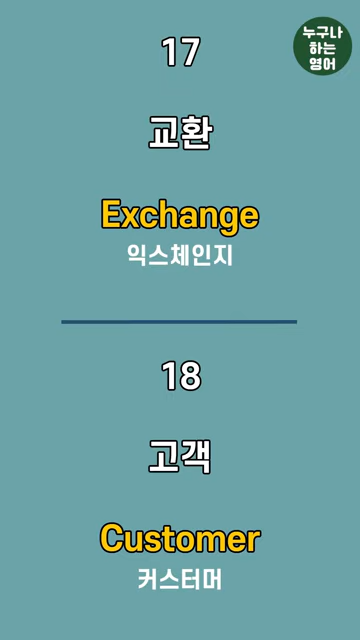 누구나
하는
영어
17
교환
Exchange
익스체인지
18
고객
Customer
커스터머